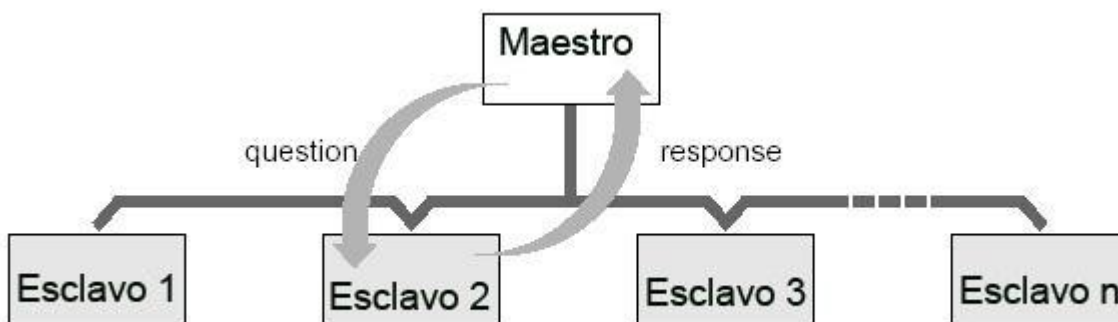 Maestro
question
response
Esclavo 1
Esclavo 2
Esclavo 3
Esclavo n